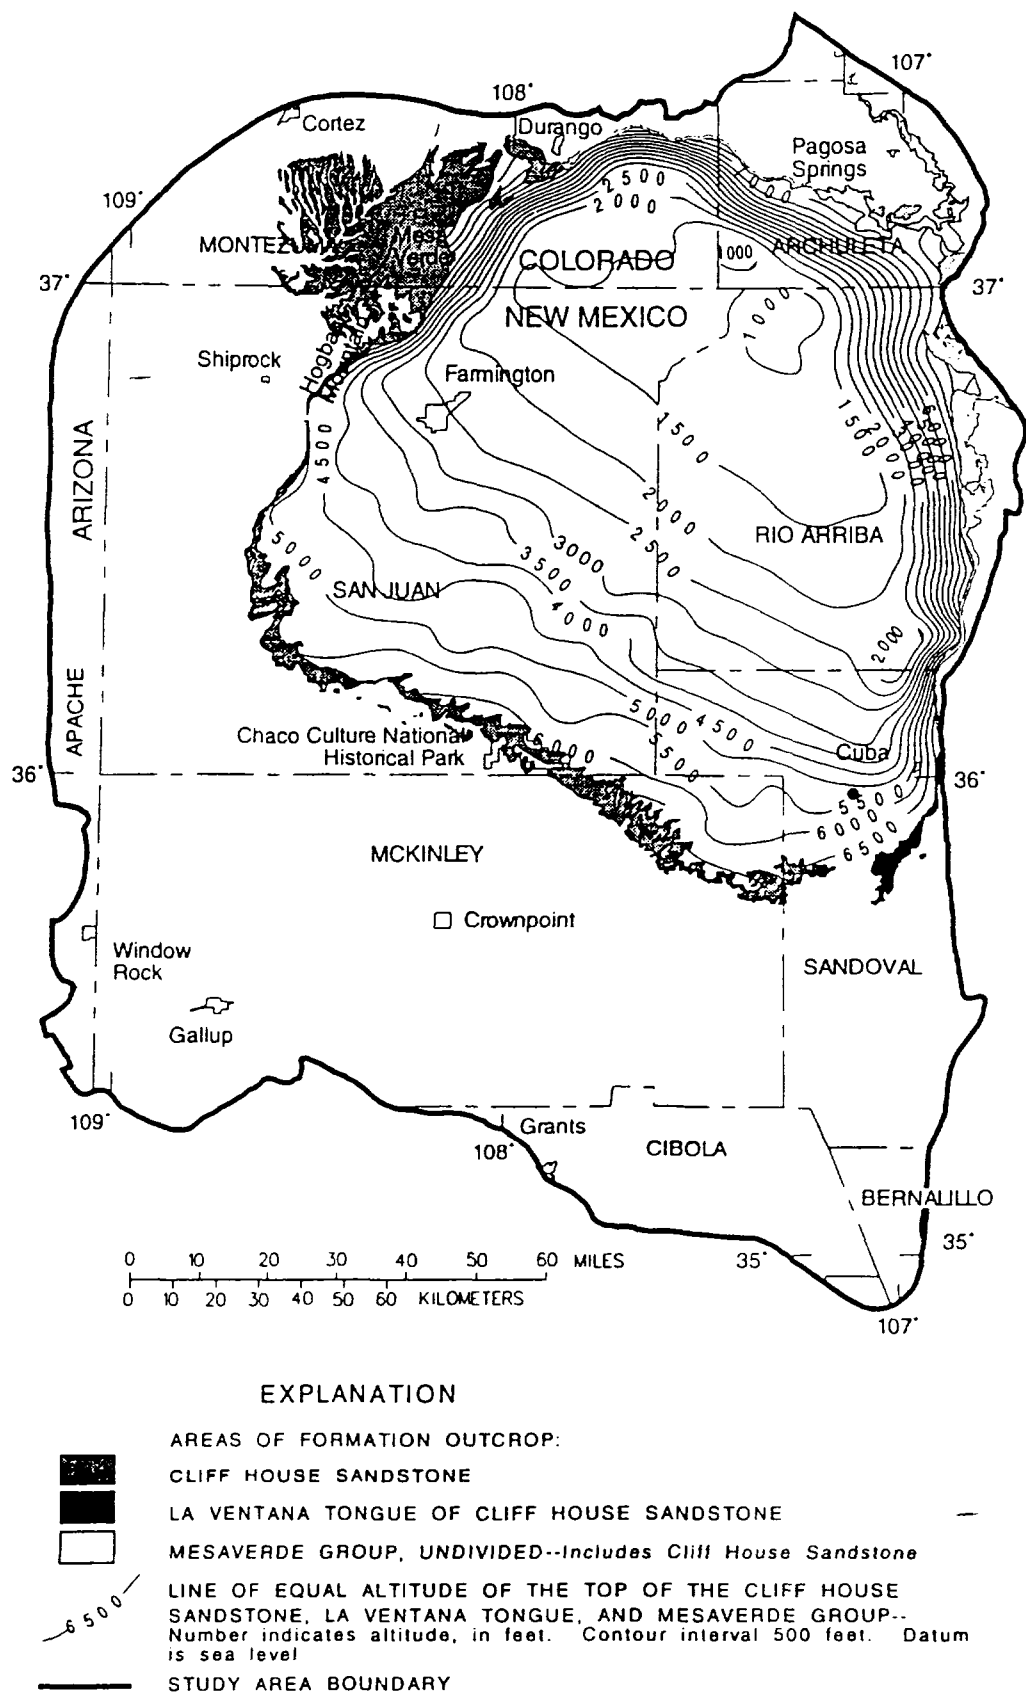 107°
108°
Cortez
Durango
Pagosa
Springs
109°
2500
2000
MONTEZUMA
Mesa
Verde
COLORADO
1000
ARCHULETA
37°
37°
NEW MEXICO
1000
Hogback
Mountain
Shiprock
Farmington
1500
1500
ARIZONA
4500
2000
RIO ARRIBA
5000
2500
3000
3500
SAN JUAN
4000
2000
APACHE
5000
4500
Chaco Culture National
Historical Park
6000
5500
Cuba
36°
36°
5500
6000
6500
MCKINLEY
Crownpoint
Window
Rock
SANDOVAL
Gallup
109°
Grants
108°
CIBOLA
BERNALILLO
35°
35°
0 10 20 30 40 50 60 MILES
0 10 20 30 40 50 60 KILOMETERS
107°
EXPLANATION
AREAS OF FORMATION OUTCROP:
CLIFF HOUSE SANDSTONE
LA VENTANA TONGUE OF CLIFF HOUSE SANDSTONE
MESAVERDE GROUP, UNDIVIDED--Includes Cliff House Sandstone
6500
LINE OF EQUAL ALTITUDE OF THE TOP OF THE CLIFF HOUSE
SANDSTONE, LA VENTANA TONGUE, AND MESAVERDE GROUP--
Number indicates altitude, in feet. Contour interval 500 feet. Datum
is sea level
STUDY AREA BOUNDARY